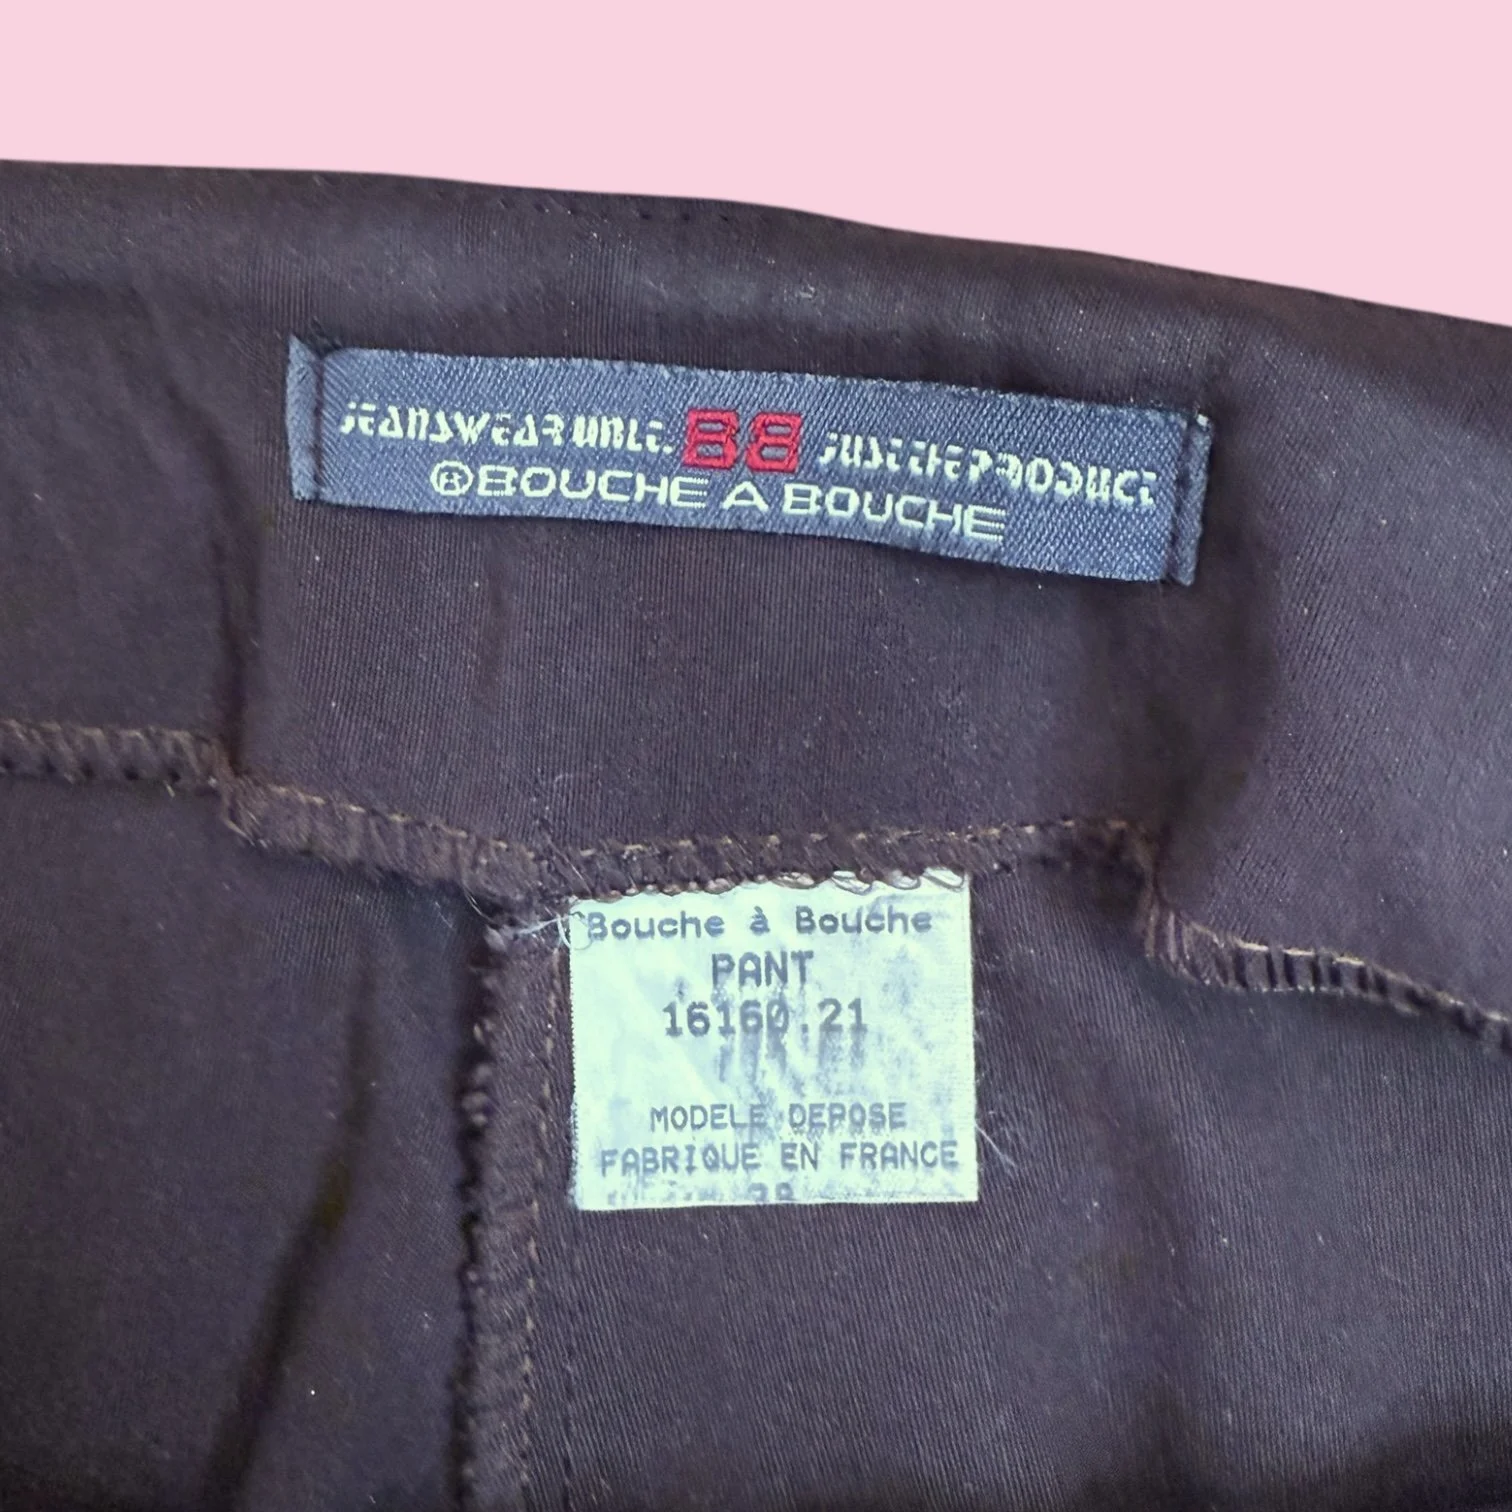 JEANSWEAR UNLT. BB JUST THE PRODUCT
®BOUCHE A BOUCHE
Bouche à Bouche
PANT
16160.21
MODELE DEPOSE
FABRIQUE EN FRANCE